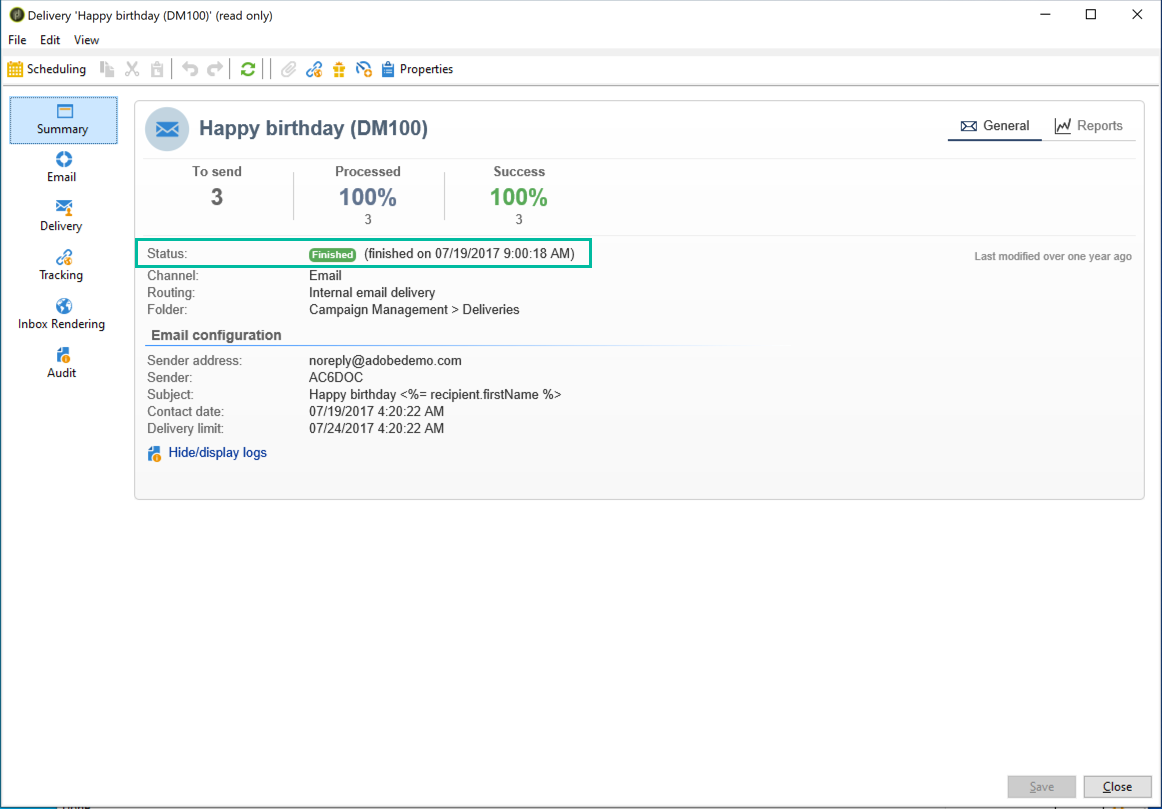 Delivery 'Happy birthday (DM100)' (read only)
File Edit View
Scheduling Properties
Summary
Email
Delivery
Tracking
Inbox Rendering
Audit
Happy birthday (DM100)
General Reports
To send Processed Success
3 100% 100%
3 3
Status: Finished (finished on 07/19/2017 9:00:18 AM)
Last modified over one year ago
Channel: Email
Routing: Internal email delivery
Folder: Campaign Management > Deliveries
Email configuration
Sender address: noreply@adobedemo.com
Sender: AC6DOC
Subject: Happy birthday <%= recipient.firstName %>
Contact date: 07/19/2017 4:20:22 AM
Delivery limit: 07/24/2017 4:20:22 AM
Hide/display logs
Save Close